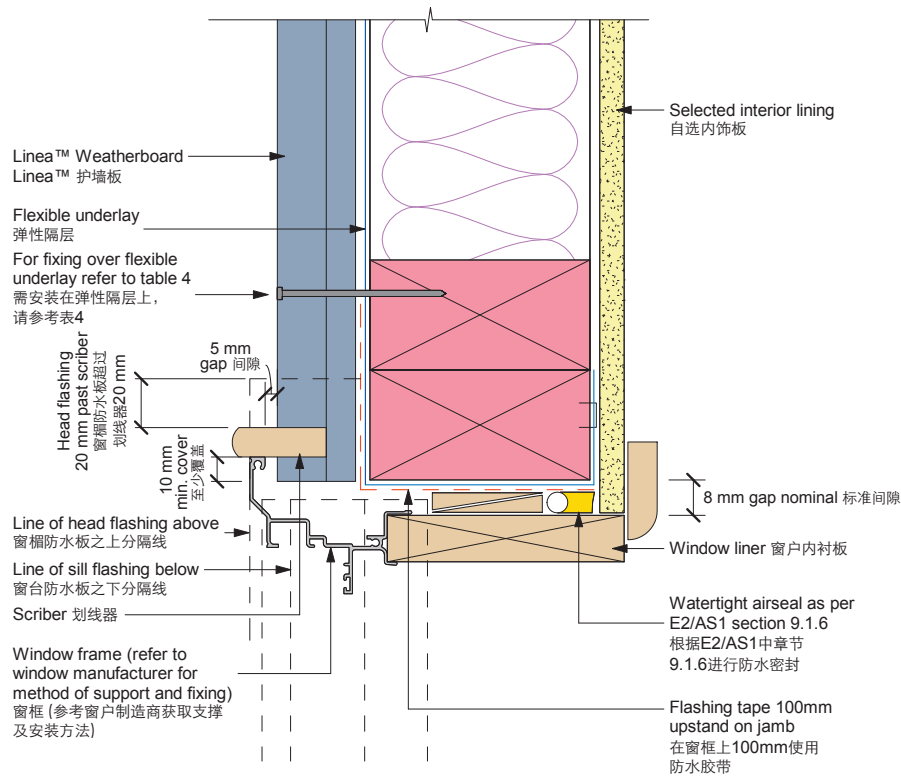 Linea™ Weatherboard
Linea™ 护墙板
Flexible underlay
弹性隔层
For fixing over flexible
underlay refer to table 4
需安装在弹性隔层上，
请参考表4
5 mm
gap 间隙
Head flashing
20 mm past scriber
窗楣防水板超过
划线器20 mm
10 mm
min. cover
至少覆盖
Line of head flashing above
窗楣防水板之上分隔线
Line of sill flashing below
窗台防水板之下分隔线
Scriber 划线器
Window frame (refer to
window manufacturer for
method of support and fixing)
窗框 (参考窗户制造商获取支撑
及安装方法)
Selected interior lining
自选内饰板
8 mm gap nominal 标准间隙
Window liner 窗户内衬板
Watertight airseal as per
E2/AS1 section 9.1.6
根据E2/AS1中章节
9.1.6进行防水密封
Flashing tape 100mm
upstand on jamb
在窗框上100mm使用
防水胶带